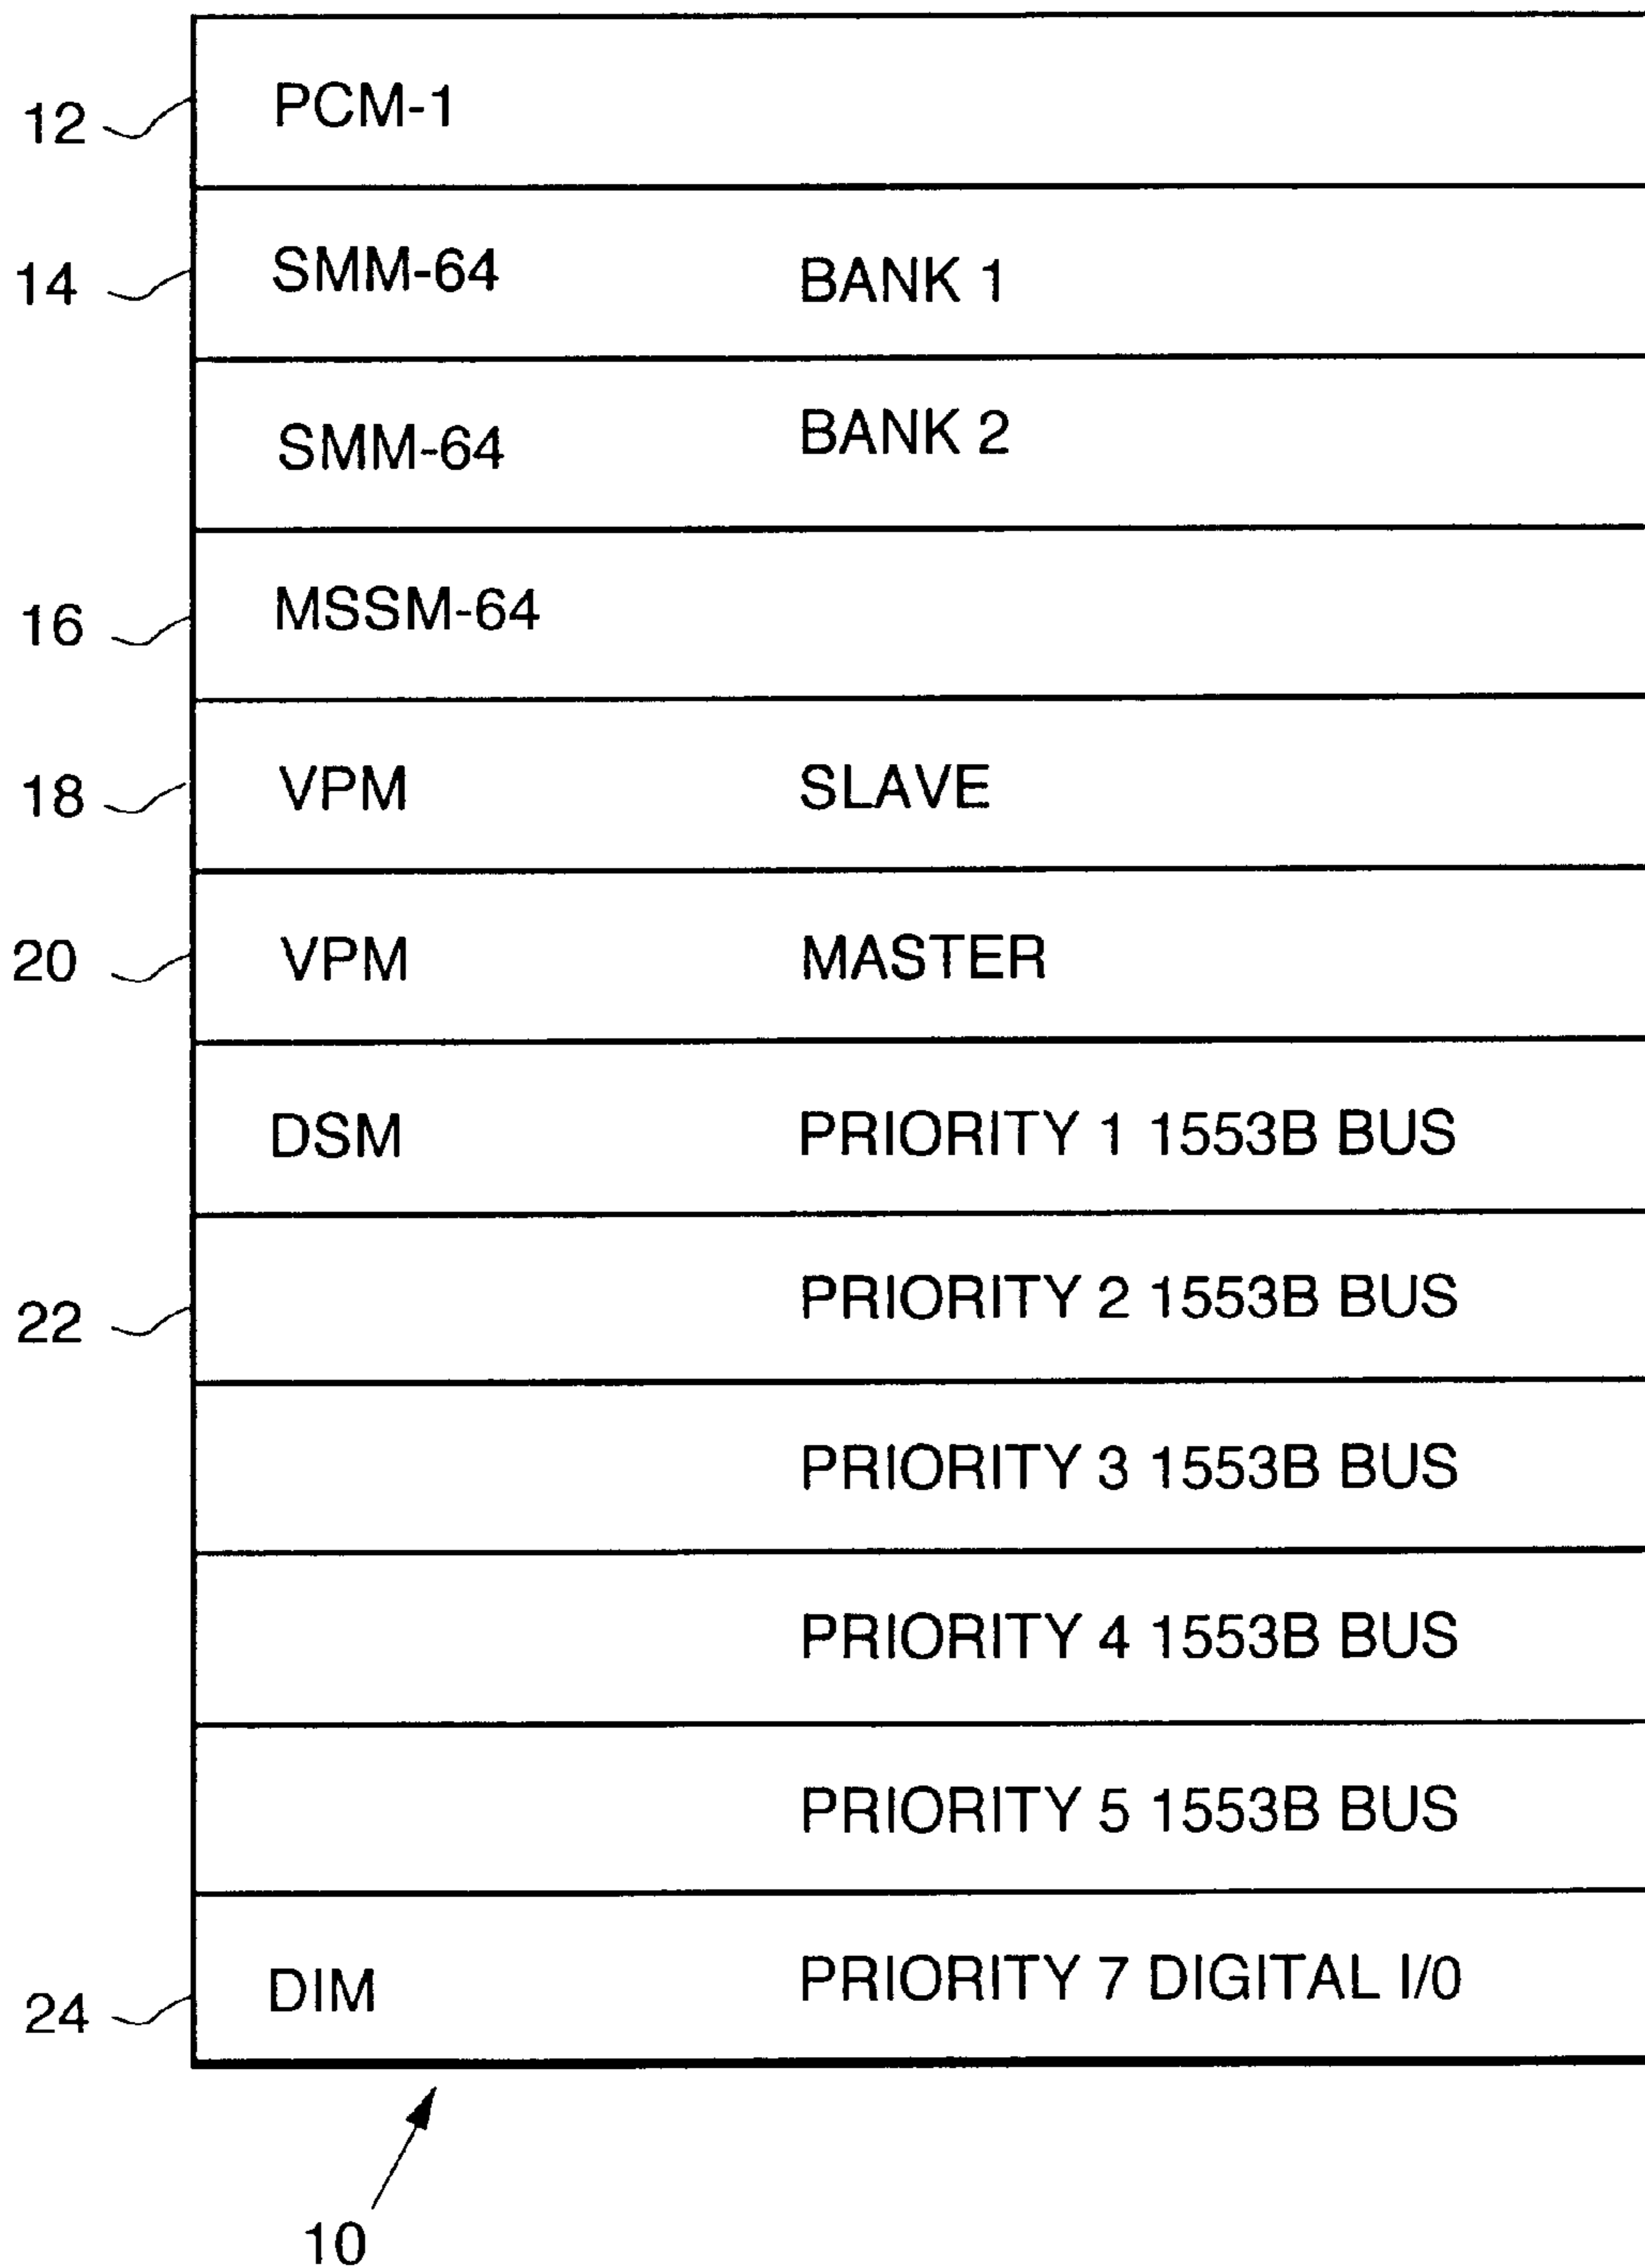 12 PCM-1
14 SMM-64 BANK 1
SMM-64 BANK 2
16 MSSM-64
18 VPM SLAVE
20 VPM MASTER
DSM PRIORITY 1 1553B BUS
22 PRIORITY 2 1553B BUS
PRIORITY 3 1553B BUS
PRIORITY 4 1553B BUS
PRIORITY 5 1553B BUS
24 DIM PRIORITY 7 DIGITAL I/0
10